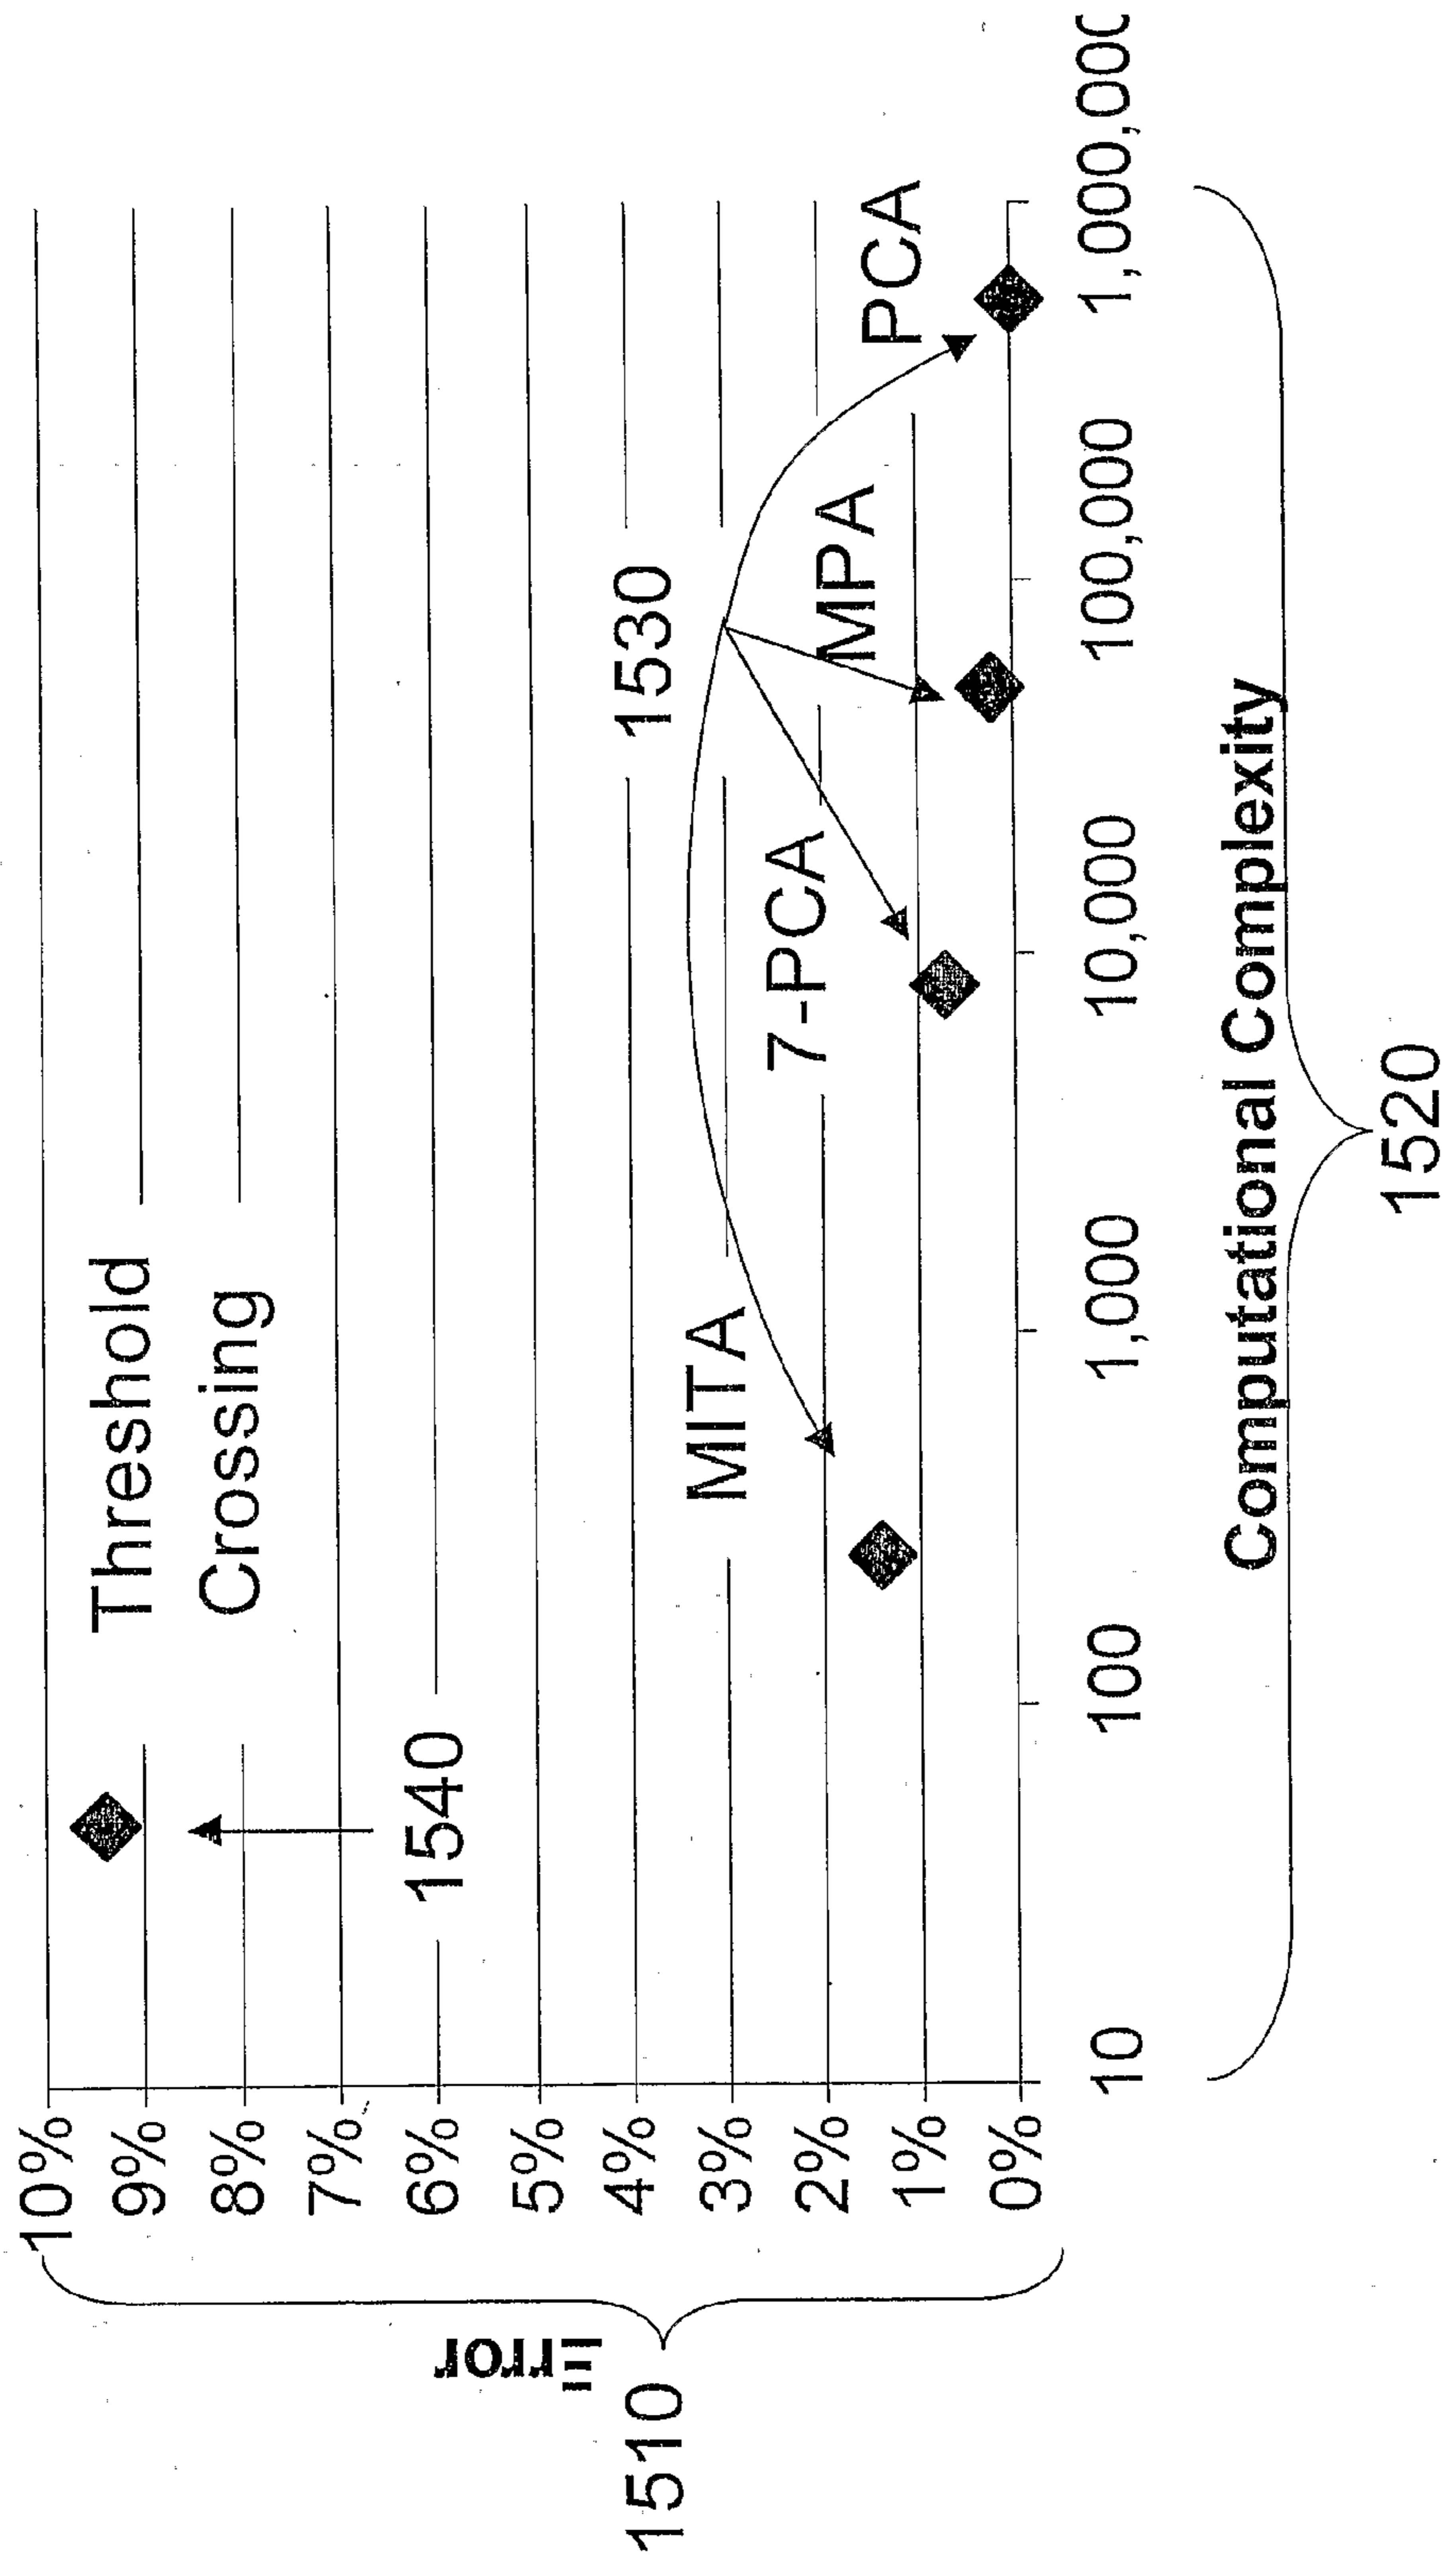 10%
9%
8%
7%
6%
5%
4%
3%
2%
1%
0%
Error
1510
Threshold
Crossing
1540
1530
MITA
7-PCA
MPA
PCA
10
100
1,000
10,000
100,000
1,000,000
Computational Complexity
1520